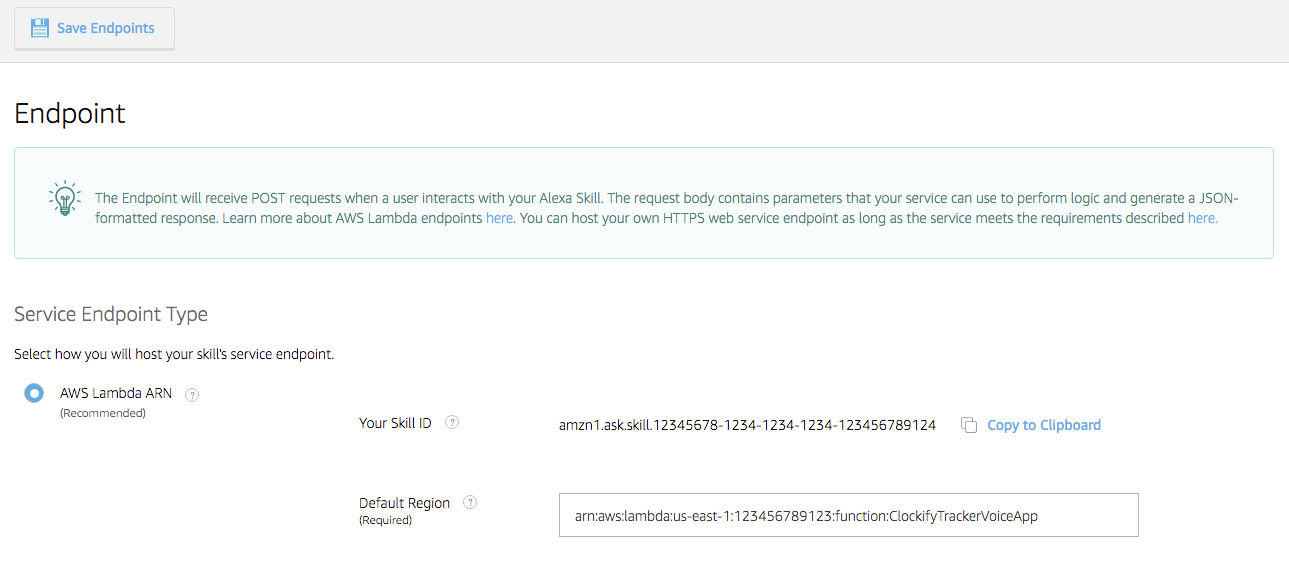 Save Endpoints
Endpoint
The Endpoint will receive POST requests when a user interacts with your Alexa Skill. The request body contains parameters that your service can use to perform logic and generate a JSON-
formatted response. Learn more about AWS Lambda endpoints here. You can host your own HTTPS web service endpoint as long as the service meets the requirements described here.
Service Endpoint Type
Select how you will host your skill's service endpoint.
AWS Lambda ARN ?
(Recommended)
Your Skill ID ? amzn1.ask.skill.12345678-1234-1234-1234-123456789124 Copy to Clipboard
Default Region ?
(Required)
arn:aws:lambda:us-east-1:123456789123:function:ClockifyTrackerVoiceApp